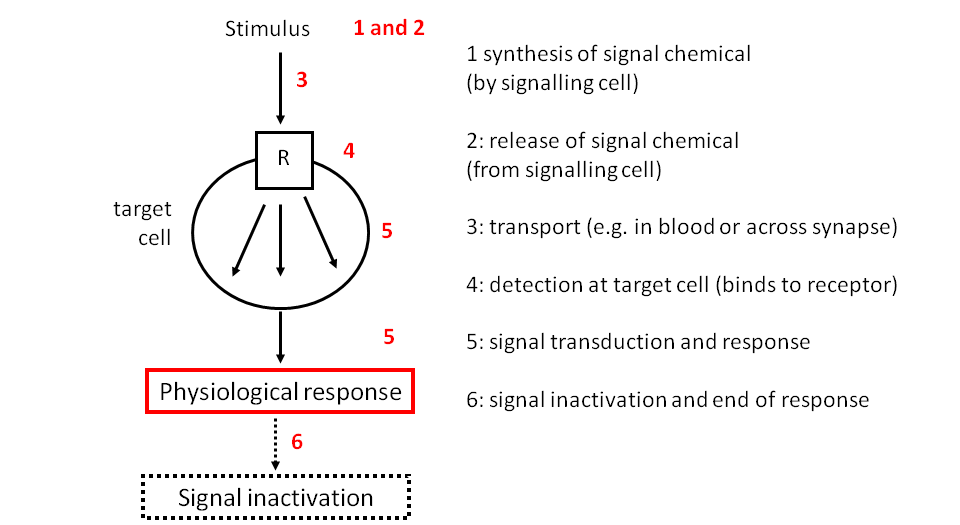 Stimulus
1 and 2
3
R
4
target
cell
5
5
Physiological response
6
Signal inactivation
1 synthesis of signal chemical
(by signalling cell)
2: release of signal chemical
(from signalling cell)
3: transport (e.g. in blood or across synapse)
4: detection at target cell (binds to receptor)
5: signal transduction and response
6: signal inactivation and end of response